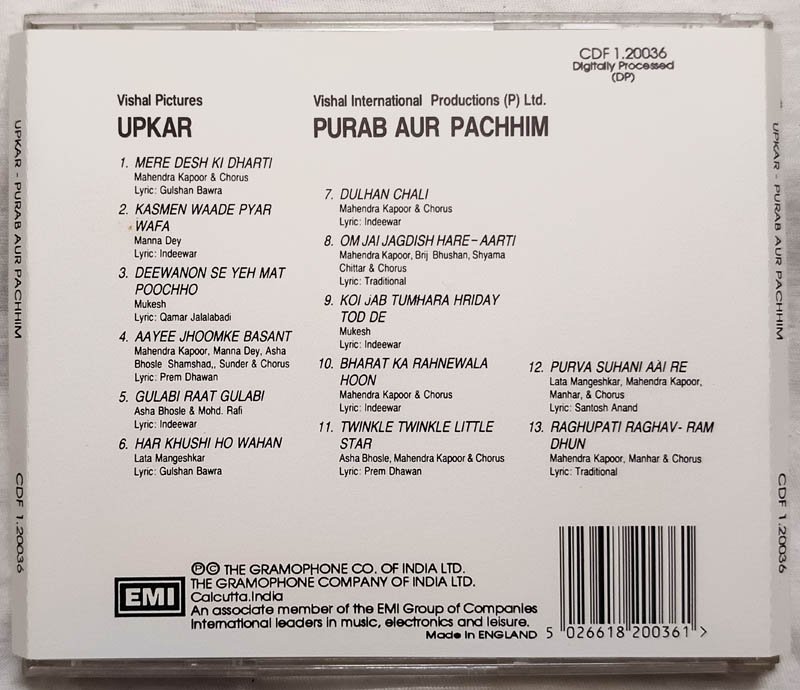 CDF 1.20036
Digitally Processed
(DP)
Vishal Pictures
UPKAR
1. MERE DESH KI DHARTI
Mahendra Kapoor & Chorus
Lyric: Gulshan Bawra
2. KASMEN WAADE PYAR
WAFA
Manna Dey
Lyric: Indeewar
3. DEEWANON SE YEH MAT
POOCHHO
Mukesh
Lyric: Qamar Jalalabadi
4. AAYEE JHOOMKE BASANT
Mahendra Kapoor, Manna Dey, Asha
Bhosle Shamshad,, Sunder & Chorus
Lyric: Prem Dhawan
5. GULABI RAAT GULABI
Asha Bhosle & Mohd. Rafi
Lyric: Indeewar
6. HAR KHUSHI HO WAHAN
Lata Mangeshkar
Lyric: Gulshan Bawra
Vishal International Productions (P) Ltd.
PURAB AUR PACHHIM
7. DULHAN CHALI
Mahendra Kapoor & Chorus
Lyric: Indeewar
8. OM JAI JAGDISH HARE-AARTI
Mahendra Kapoor, Brij Bhushan, Shyama
Chittar & Chorus
Lyric: Traditional
9. KOI JAB TUMHARA HRIDAY
TOD DE
Mukesh
Lyric: Indeewar
10. BHARAT KA RAHNEWALA
HOON
Mahendra Kapoor & Chorus
Lyric: Indeewar
11. TWINKLE TWINKLE LITTLE
STAR
Asha Bhosle, Mahendra Kapoor & Chorus
Lyric: Prem Dhawan
12. PURVA SUHANI AAI RE
Lata Mangeshkar, Mahendra Kapoor,
Manhar, & Chorus
Lyric: Santosh Anand
13. RAGHUPATI RAGHAV- RAM
DHUN
Mahendra Kapoor, Manhar & Chorus
Lyric: Traditional
EMI
℗© THE GRAMOPHONE CO. OF INDIA LTD.
THE GRAMOPHONE COMPANY OF INDIA LTD.
Calcutta.India
An associate member of the EMI Group of Companies
International leaders in music, electronics and leisure.
Made in ENGLAND
5 026618 200361 >
UPKAR - PURAB AUR PACHHIM
CDF 1.20036
UPKAR - PURAB AUR PACHHIM
CDF 1.20036